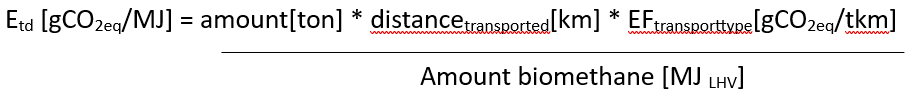 Etd [gCO2eq/MJ] = amount[ton] * distancetransported[km] * EFtransporttype[gCO2eq/tkm]
Amount biomethane [MJ LHV]